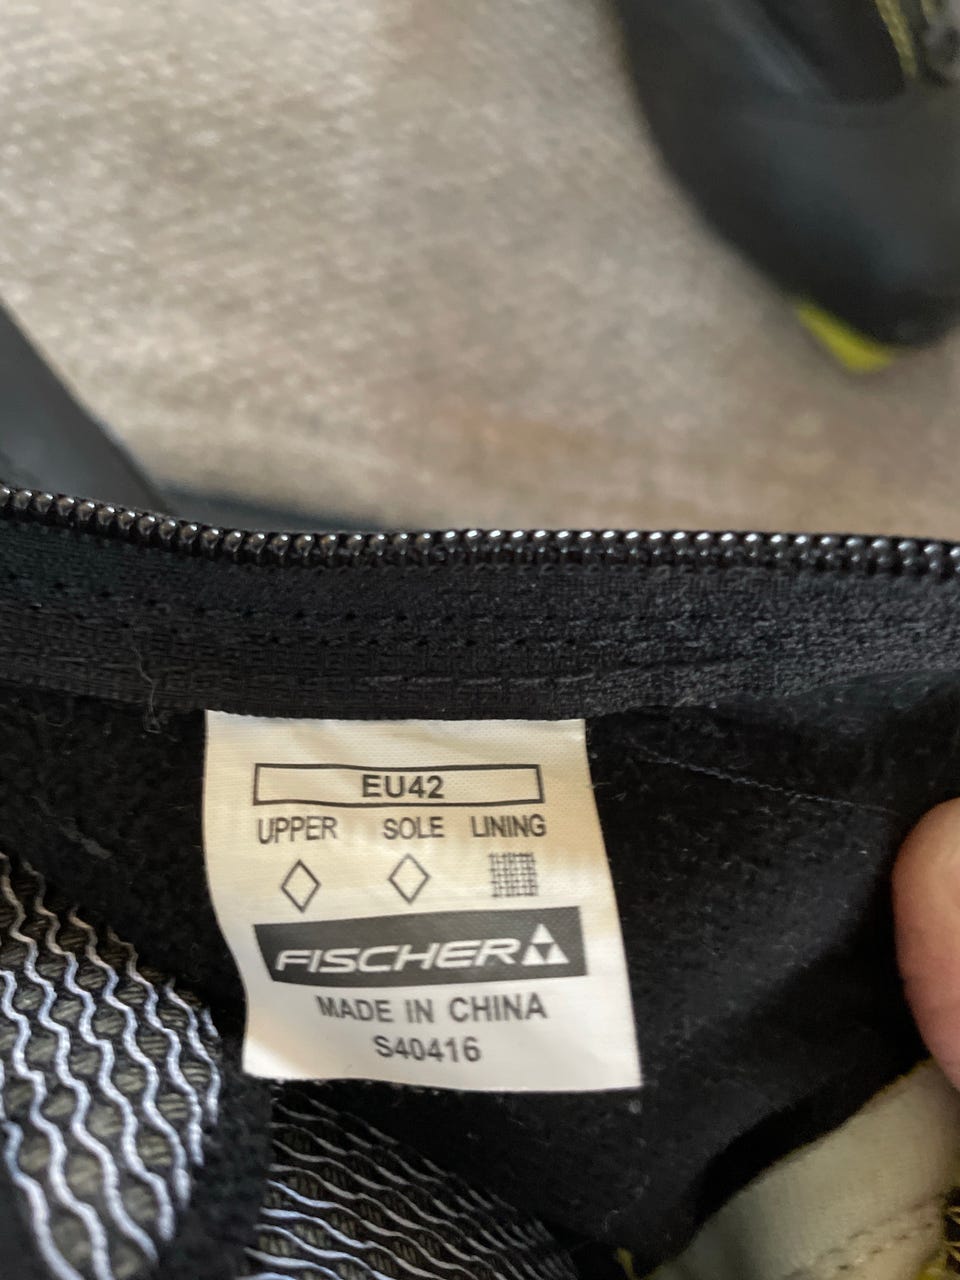 EU42
UPPER SOLE LINING
FISCHER
MADE IN CHINA
S40416